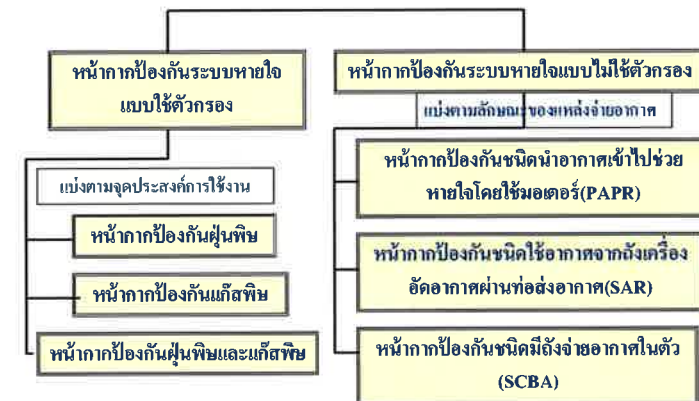 หน้ากากป้องกันระบบหายใจ
แบบใช้ตัวกรอง
แบ่งตามจุดประสงค์การใช้งาน
หน้ากากป้องกันฝุ่นพิษ
หน้ากากป้องกันแก๊สพิษ
หน้ากากป้องกันฝุ่นพิษและแก๊สพิษ
หน้ากากป้องกันระบบหายใจแบบไม่ใช้ตัวกรอง
แบ่งตามลักษณะของแหล่งจ่ายอากาศ
หน้ากากป้องกันชนิดนำอากาศเข้าไปช่วย
หายใจโดยใช้มอเตอร์(PAPR)
หน้ากากป้องกันชนิดใช้อากาศจากถังเครื่อง
อัดอากาศผ่านท่อส่งอากาศ(SAR)
หน้ากากป้องกันชนิดมีถังจ่ายอากาศในตัว
(SCBA)